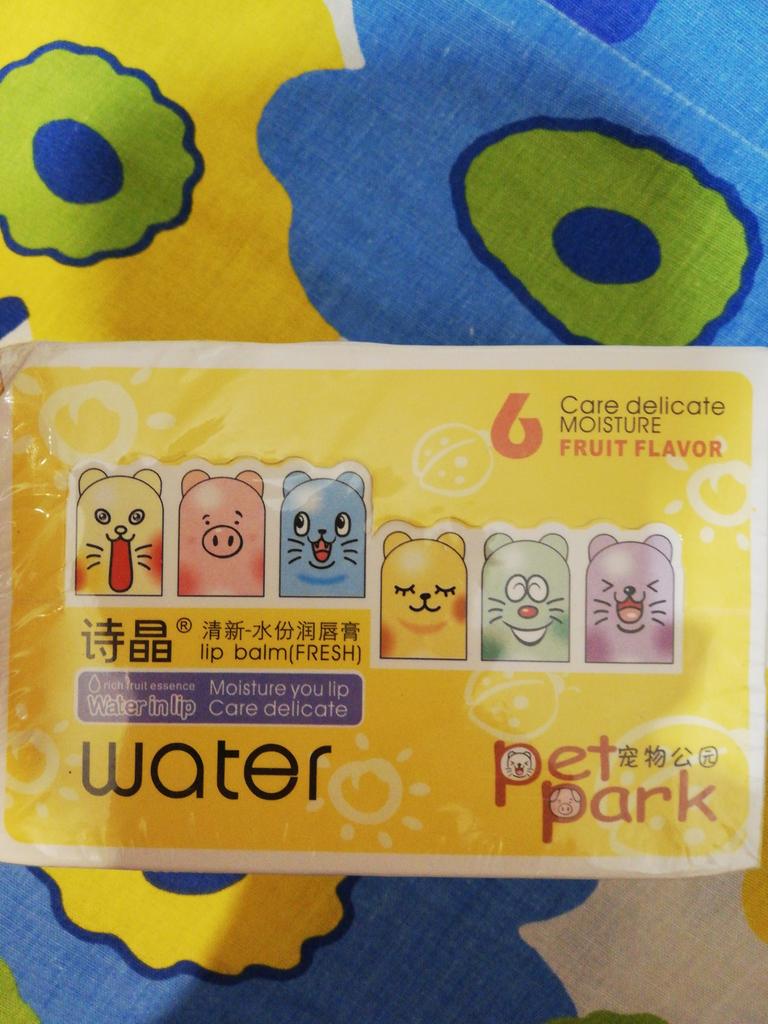 6
Care delicate
MOISTURE
FRUIT FLAVOR
诗晶® 清新-水份润唇膏
lip balm(FRESH)
rich fruit essence
Water in lip
Moisture you lip
Care delicate
water
pet 宠物公园
park